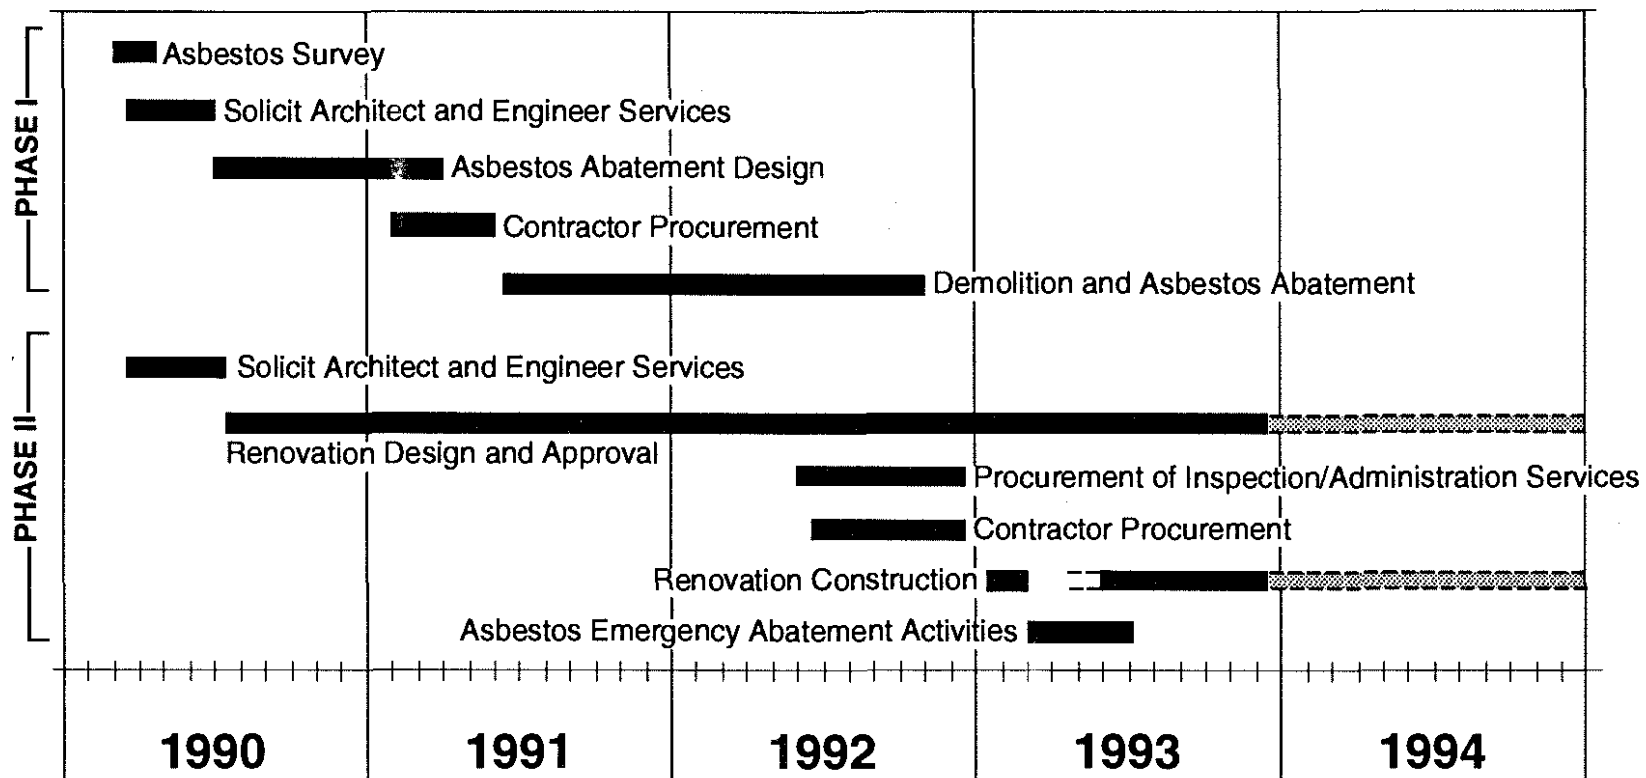 PHASE I
Asbestos Survey
Solicit Architect and Engineer Services
Asbestos Abatement Design
Contractor Procurement
Demolition and Asbestos Abatement
PHASE II
Solicit Architect and Engineer Services
Renovation Design and Approval
Procurement of Inspection/Administration Services
Contractor Procurement
Renovation Construction
Asbestos Emergency Abatement Activities
1990 1991 1992 1993 1994